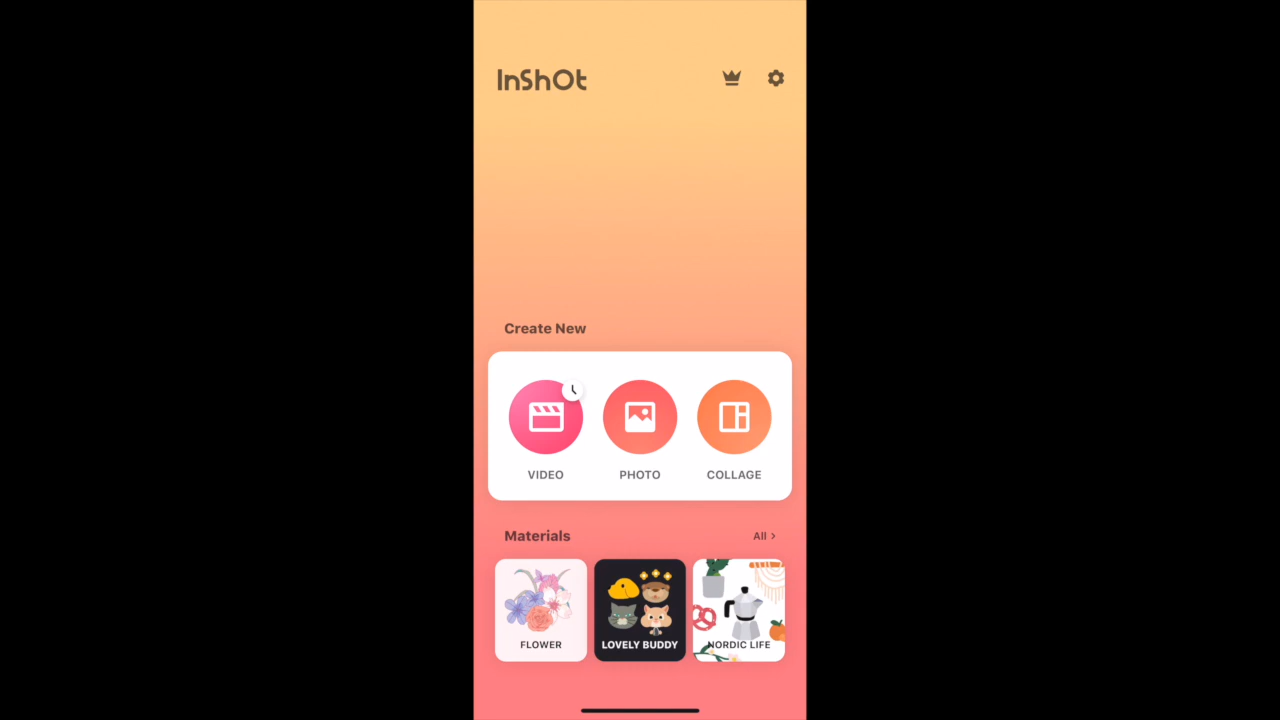 InShOt
Create New
VIDEO
PHOTO
COLLAGE
Materials
All >
FLOWER
LOVELY BUDDY
NORDIC LIFE